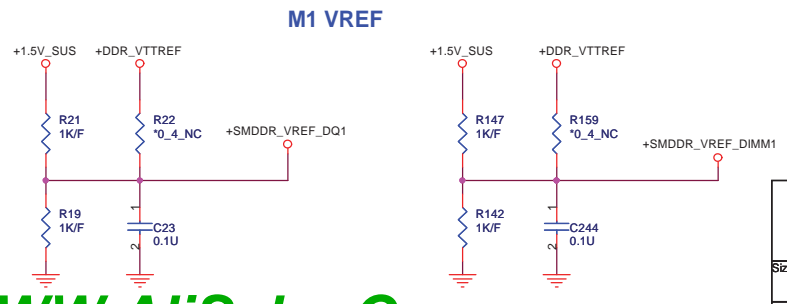 M1 VREF
+1.5V_SUS
+DDR_VTTREF
R21
1K/F
R22
*0_4_NC
+SMDDR_VREF_DQ1
R19
1K/F
1
2
C23
0.1U
+1.5V_SUS
+DDR_VTTREF
R147
1K/F
R159
*0_4_NC
+SMDDR_VREF_DIMM1
R142
1K/F
1
2
C244
0.1U
Siz